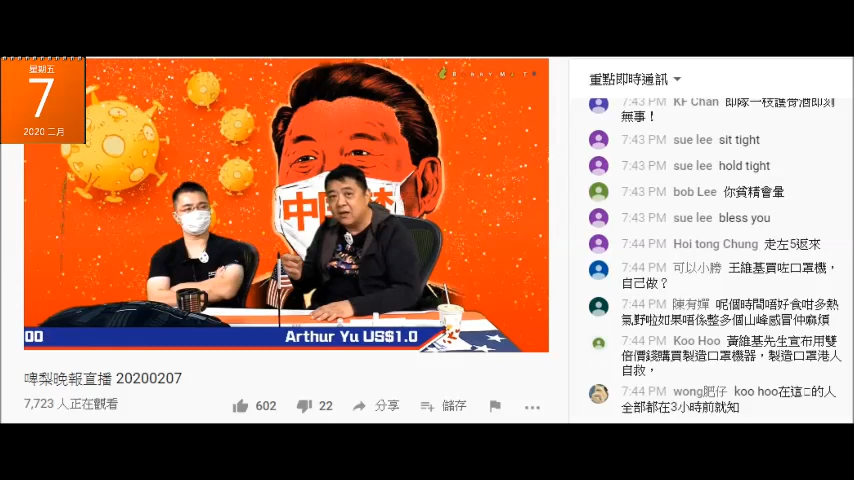 星期五
7
2020 二月
中
00
Arthur Yu US$1.0
啤梨晚報直播 20200207
7,723 人正在觀看
602
22
分享
儲存
重點即時通訊
7:43 PM KF Chan 即除一枝護脊油即刻
無事！
7:43 PM sue lee sit tight
7:43 PM sue lee hold tight
7:43 PM bob Lee 你貧精會暈
7:43 PM sue lee bless you
7:44 PM Hoi tong Chung 走左5返來
7:44 PM 可以小勝 王維基買咗口罩機，
自己做？
7:44 PM 陳有嬋 呢個時間唔好食咁多熱
氣野啦如果唔係整多個山峰感冒仲麻煩
7:44 PM Koo Hoo 黃維基先生宣布用雙
倍價錢購買製造口罩機器，製造口罩港人
自救，
7:44 PM wong肥仔 koo hoo在這□的人
全部都在3小時前就知